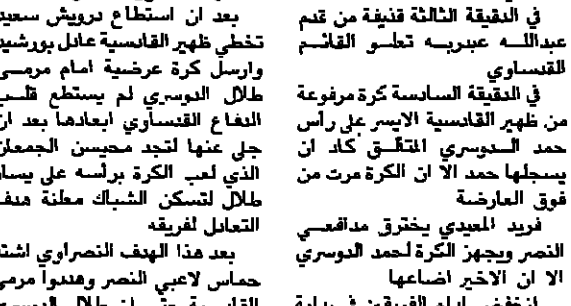 في الدقيقة الثالثة قذيفة من قدم
عبدالله عبدربه تعلو القائم
القدساوي
في الدقيقة السادسة كرة مرفوعة
من ظهير القادسية الايسر على رأس
حمد الدوسري المتألق كاد ان
يسجلها حمد الا ان الكرة مرت من
فوق العارضة
فريد المعيدي يخترق مدافعي
النصر ويجهز الكرة لحمد الدوسري
الا ان الاخير اضاعها
بعد ان استطاع درويش سعيد
تخطي ظهير القادسية عادل بورشيد
وارسل كرة عرضية امام مرمى
طلال الدوسري لم يستطع قلب
الدفاع القدساوي ابعادها بعد ان
جلى عنها لتجد محيسن الجمعان
الذي لعب الكرة برأسه على يسار
طلال لتسكن الشباك معلنة هدف
التعادل لفريقه
بعد هذا الهدف النصراوي اشتد
حماس لاعبي النصر وهددوا مرمى